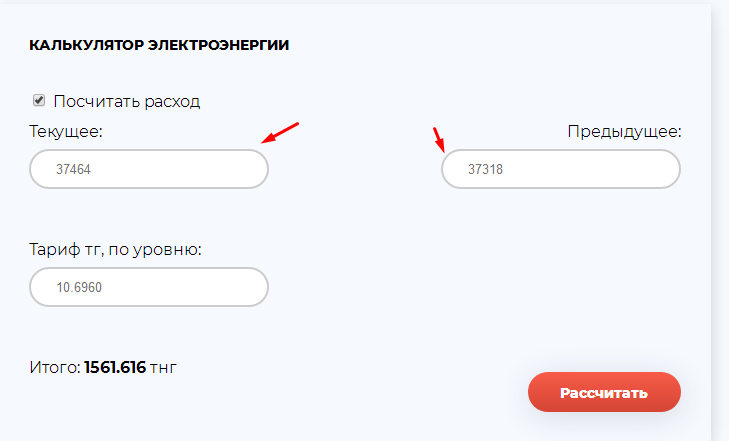 КАЛЬКУЛЯТОР ЭЛЕКТРОЭНЕРГИИ
Посчитать расход
Текущее: Предыдущее:
37464 37318
Тариф тг, по уровню:
10.6960
Итого: 1561.616 тнг
Рассчитать